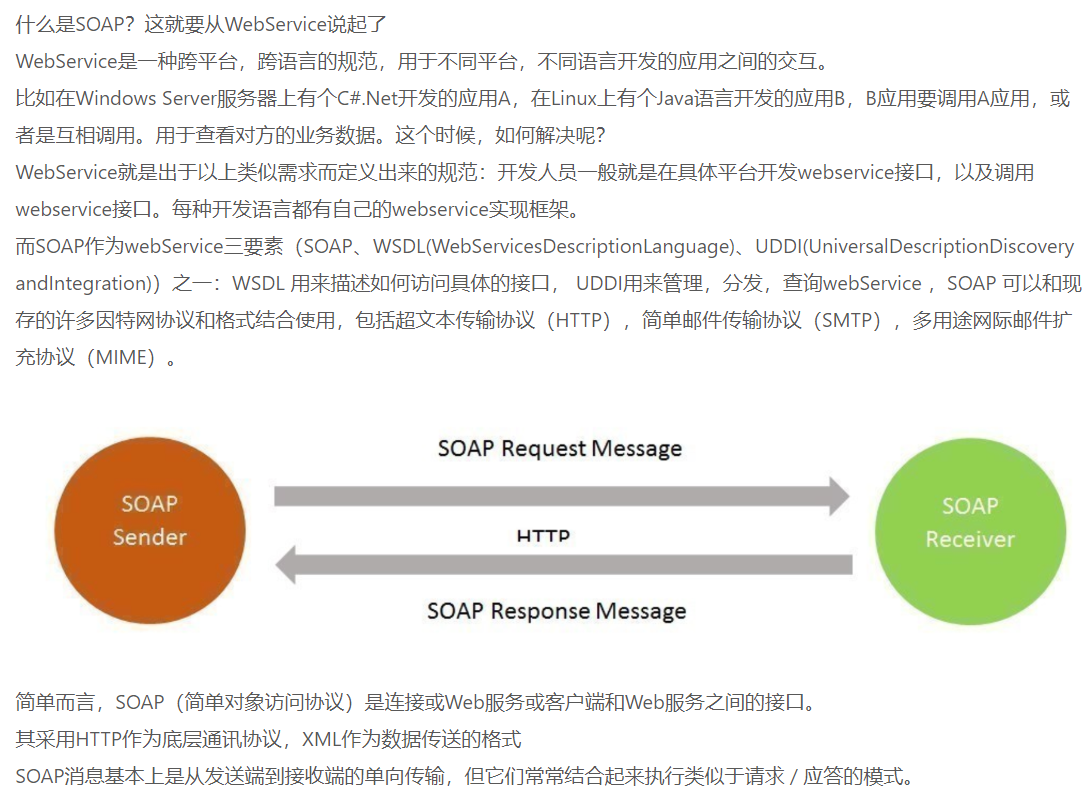 什么是SOAP？这就要从WebService说起了
WebService是一种跨平台，跨语言的规范，用于不同平台，不同语言开发的应用之间的交互。
比如在Windows Server服务器上有个C#.Net开发的应用A，在Linux上有个Java语言开发的应用B，B应用要调用A应用，或
者是互相调用。用于查看对方的业务数据。这个时候，如何解决呢？
WebService就是出于以上类似需求而定义出来的规范：开发人员一般就是在具体平台开发webservice接口，以及调用
webservice接口。每种开发语言都有自己的webservice实现框架。
而SOAP作为webService三要素（SOAP、WSDL(WebServicesDescriptionLanguage)、UDDI(UniversalDescriptionDiscovery
andIntegration)）之一：WSDL 用来描述如何访问具体的接口， UDDI用来管理，分发，查询webService ，SOAP 可以和现
存的许多因特网协议和格式结合使用，包括超文本传输协议（HTTP）, 简单邮件传输协议（SMTP）, 多用途网际邮件扩
充协议（MIME）。
SOAP Request Message
SOAP
Sender
SOAP
Receiver
HTTP
SOAP Response Message
简单而言，SOAP（简单对象访问协议）是连接或Web服务或客户端和Web服务之间的接口。
其采用HTTP作为底层通讯协议，XML作为数据传送的格式
SOAP消息基本上是从发送端到接收端的单向传输，但它们常常结合起来执行类似于请求 / 应答的模式。